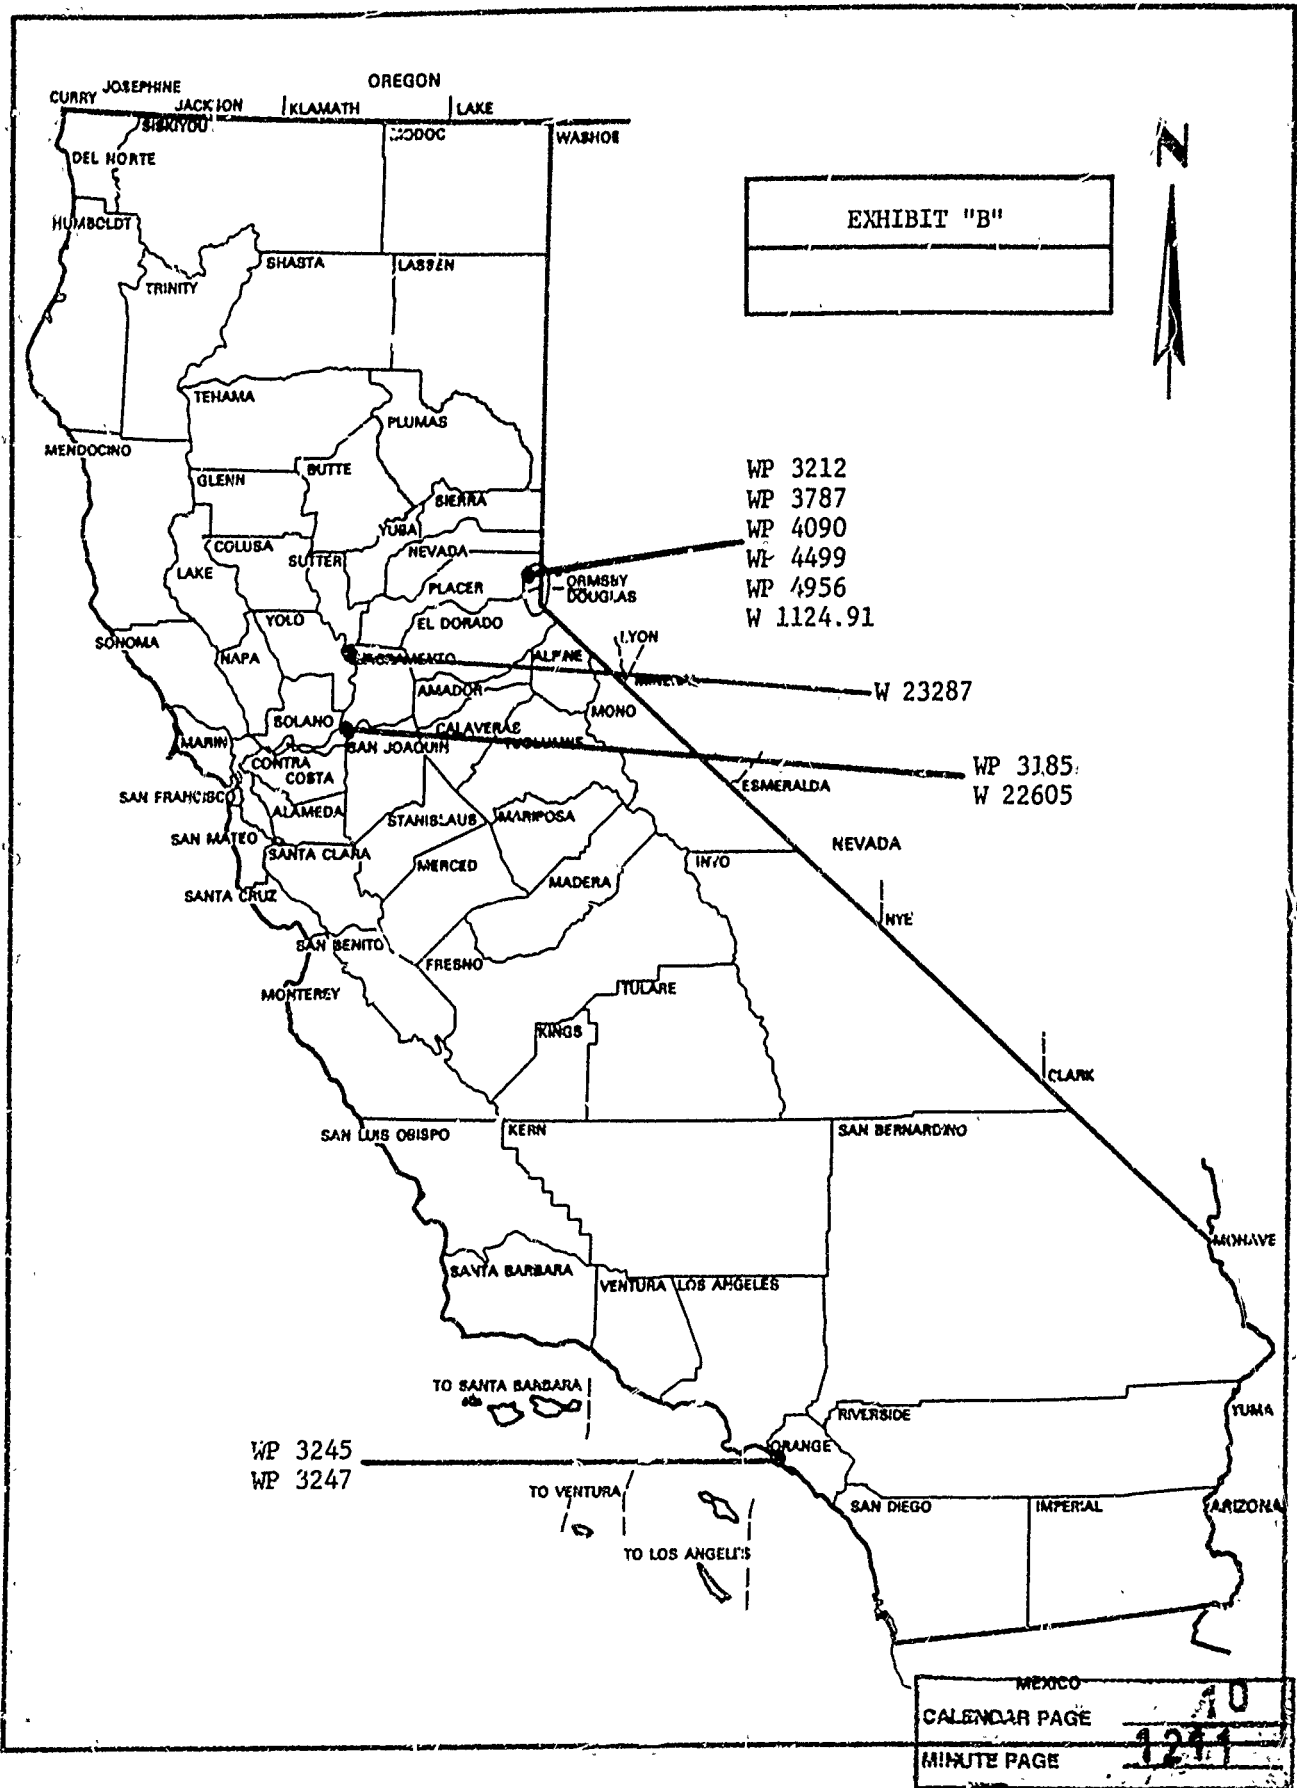 OREGON
JOSEPHINE
CURRY
JACKSON
KLAMATH
LAKE
SISKIYOU
MODOC
WASHOE
DEL NORTE
N
HUMBOLDT
EXHIBIT "B"
SHASTA
LASSEN
TRINITY
TEHAMA
PLUMAS
MENDOCINO
GLENN
BUTTE
WP 3212
WP 3787
WP 4090
WP 4499
WP 4956
W 1124.91
SIERRA
YUBA
COLUSA
SUTTER
NEVADA
LAKE
PLACER
ORMSBY
DOUGLAS
YOLO
EL DORADO
SONOMA
NAPA
SACRAMENTO
ALPINE
LYON
MINERAL
AMADOR
W 23287
SOLANO
CALAVERAS
MONO
MARIN
SAN JOAQUIN
TUOLUMNE
CONTRA
COSTA
WP 3185
W 22605
ESMERALDA
SAN FRANCISCO
ALAMEDA
STANISLAUS
MARIPOSA
SAN MATEO
SANTA CLARA
MERCED
INYO
NEVADA
SANTA CRUZ
MADERA
NYE
SAN BENITO
FRESNO
MONTEREY
TULARE
KINGS
CLARK
SAN LUIS OBISPO
KERN
SAN BERNARDINO
MOHAVE
SANTA BARBARA
VENTURA
LOS ANGELES
TO SANTA BARBARA
RIVERSIDE
YUMA
WP 3245
WP 3247
ORANGE
TO VENTURA
SAN DIEGO
IMPERIAL
ARIZONA
TO LOS ANGELES
MEXICO
CALENDAR PAGE
MINUTE PAGE 1211